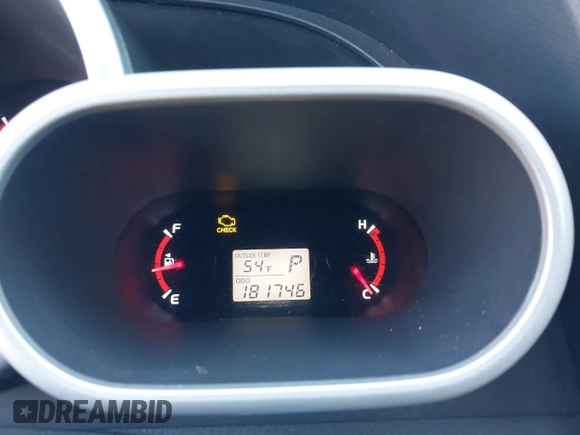 F
CHECK
H
OUTSIDE TEMP
54°F P
ODO
181746
E
C
DREAMBID